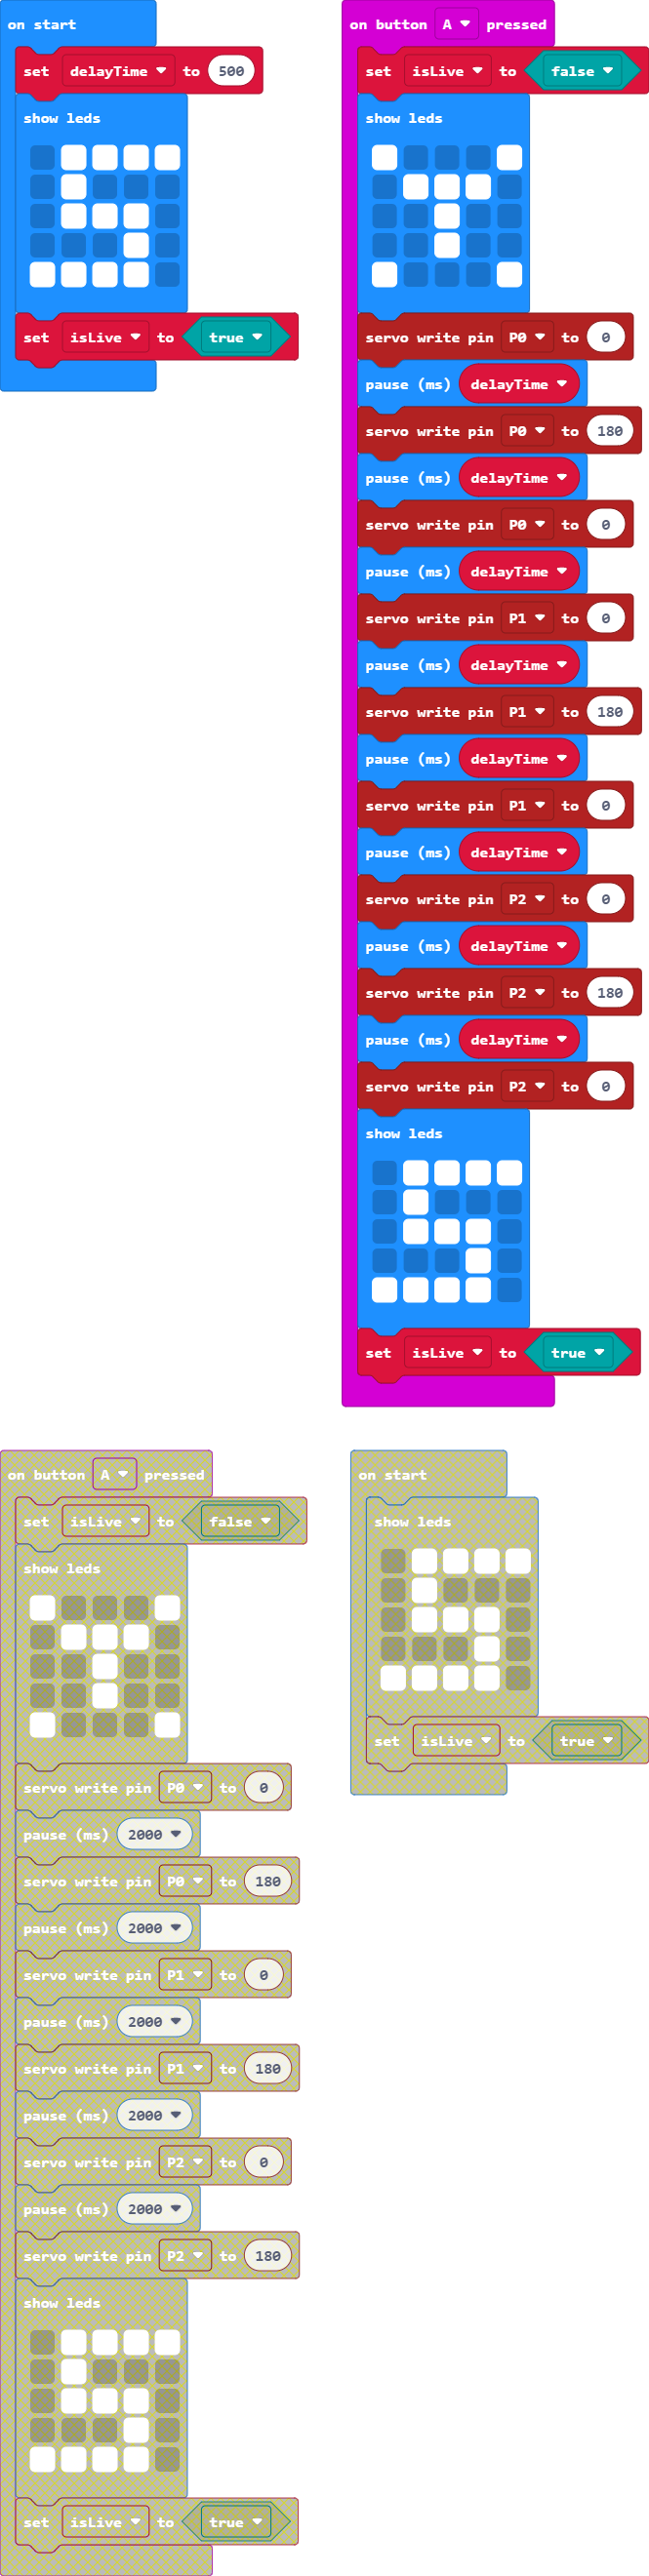 on start
set delayTime to 500
show leds
set isLive to true
on button A pressed
set isLive to false
show leds
servo write pin P0 to 0
pause (ms) delayTime
servo write pin P0 to 180
pause (ms) delayTime
servo write pin P0 to 0
pause (ms) delayTime
servo write pin P1 to 0
pause (ms) delayTime
servo write pin P1 to 180
pause (ms) delayTime
servo write pin P1 to 0
pause (ms) delayTime
servo write pin P2 to 0
pause (ms) delayTime
servo write pin P2 to 180
pause (ms) delayTime
servo write pin P2 to 0
show leds
set isLive to true
on button A pressed
set isLive to false
show leds
servo write pin P0 to 0
pause (ms) 2000
servo write pin P0 to 180
pause (ms) 2000
servo write pin P1 to 0
pause (ms) 2000
servo write pin P1 to 180
pause (ms) 2000
servo write pin P2 to 0
pause (ms) 2000
servo write pin P2 to 180
show leds
set isLive to true
on start
show leds
set isLive to true